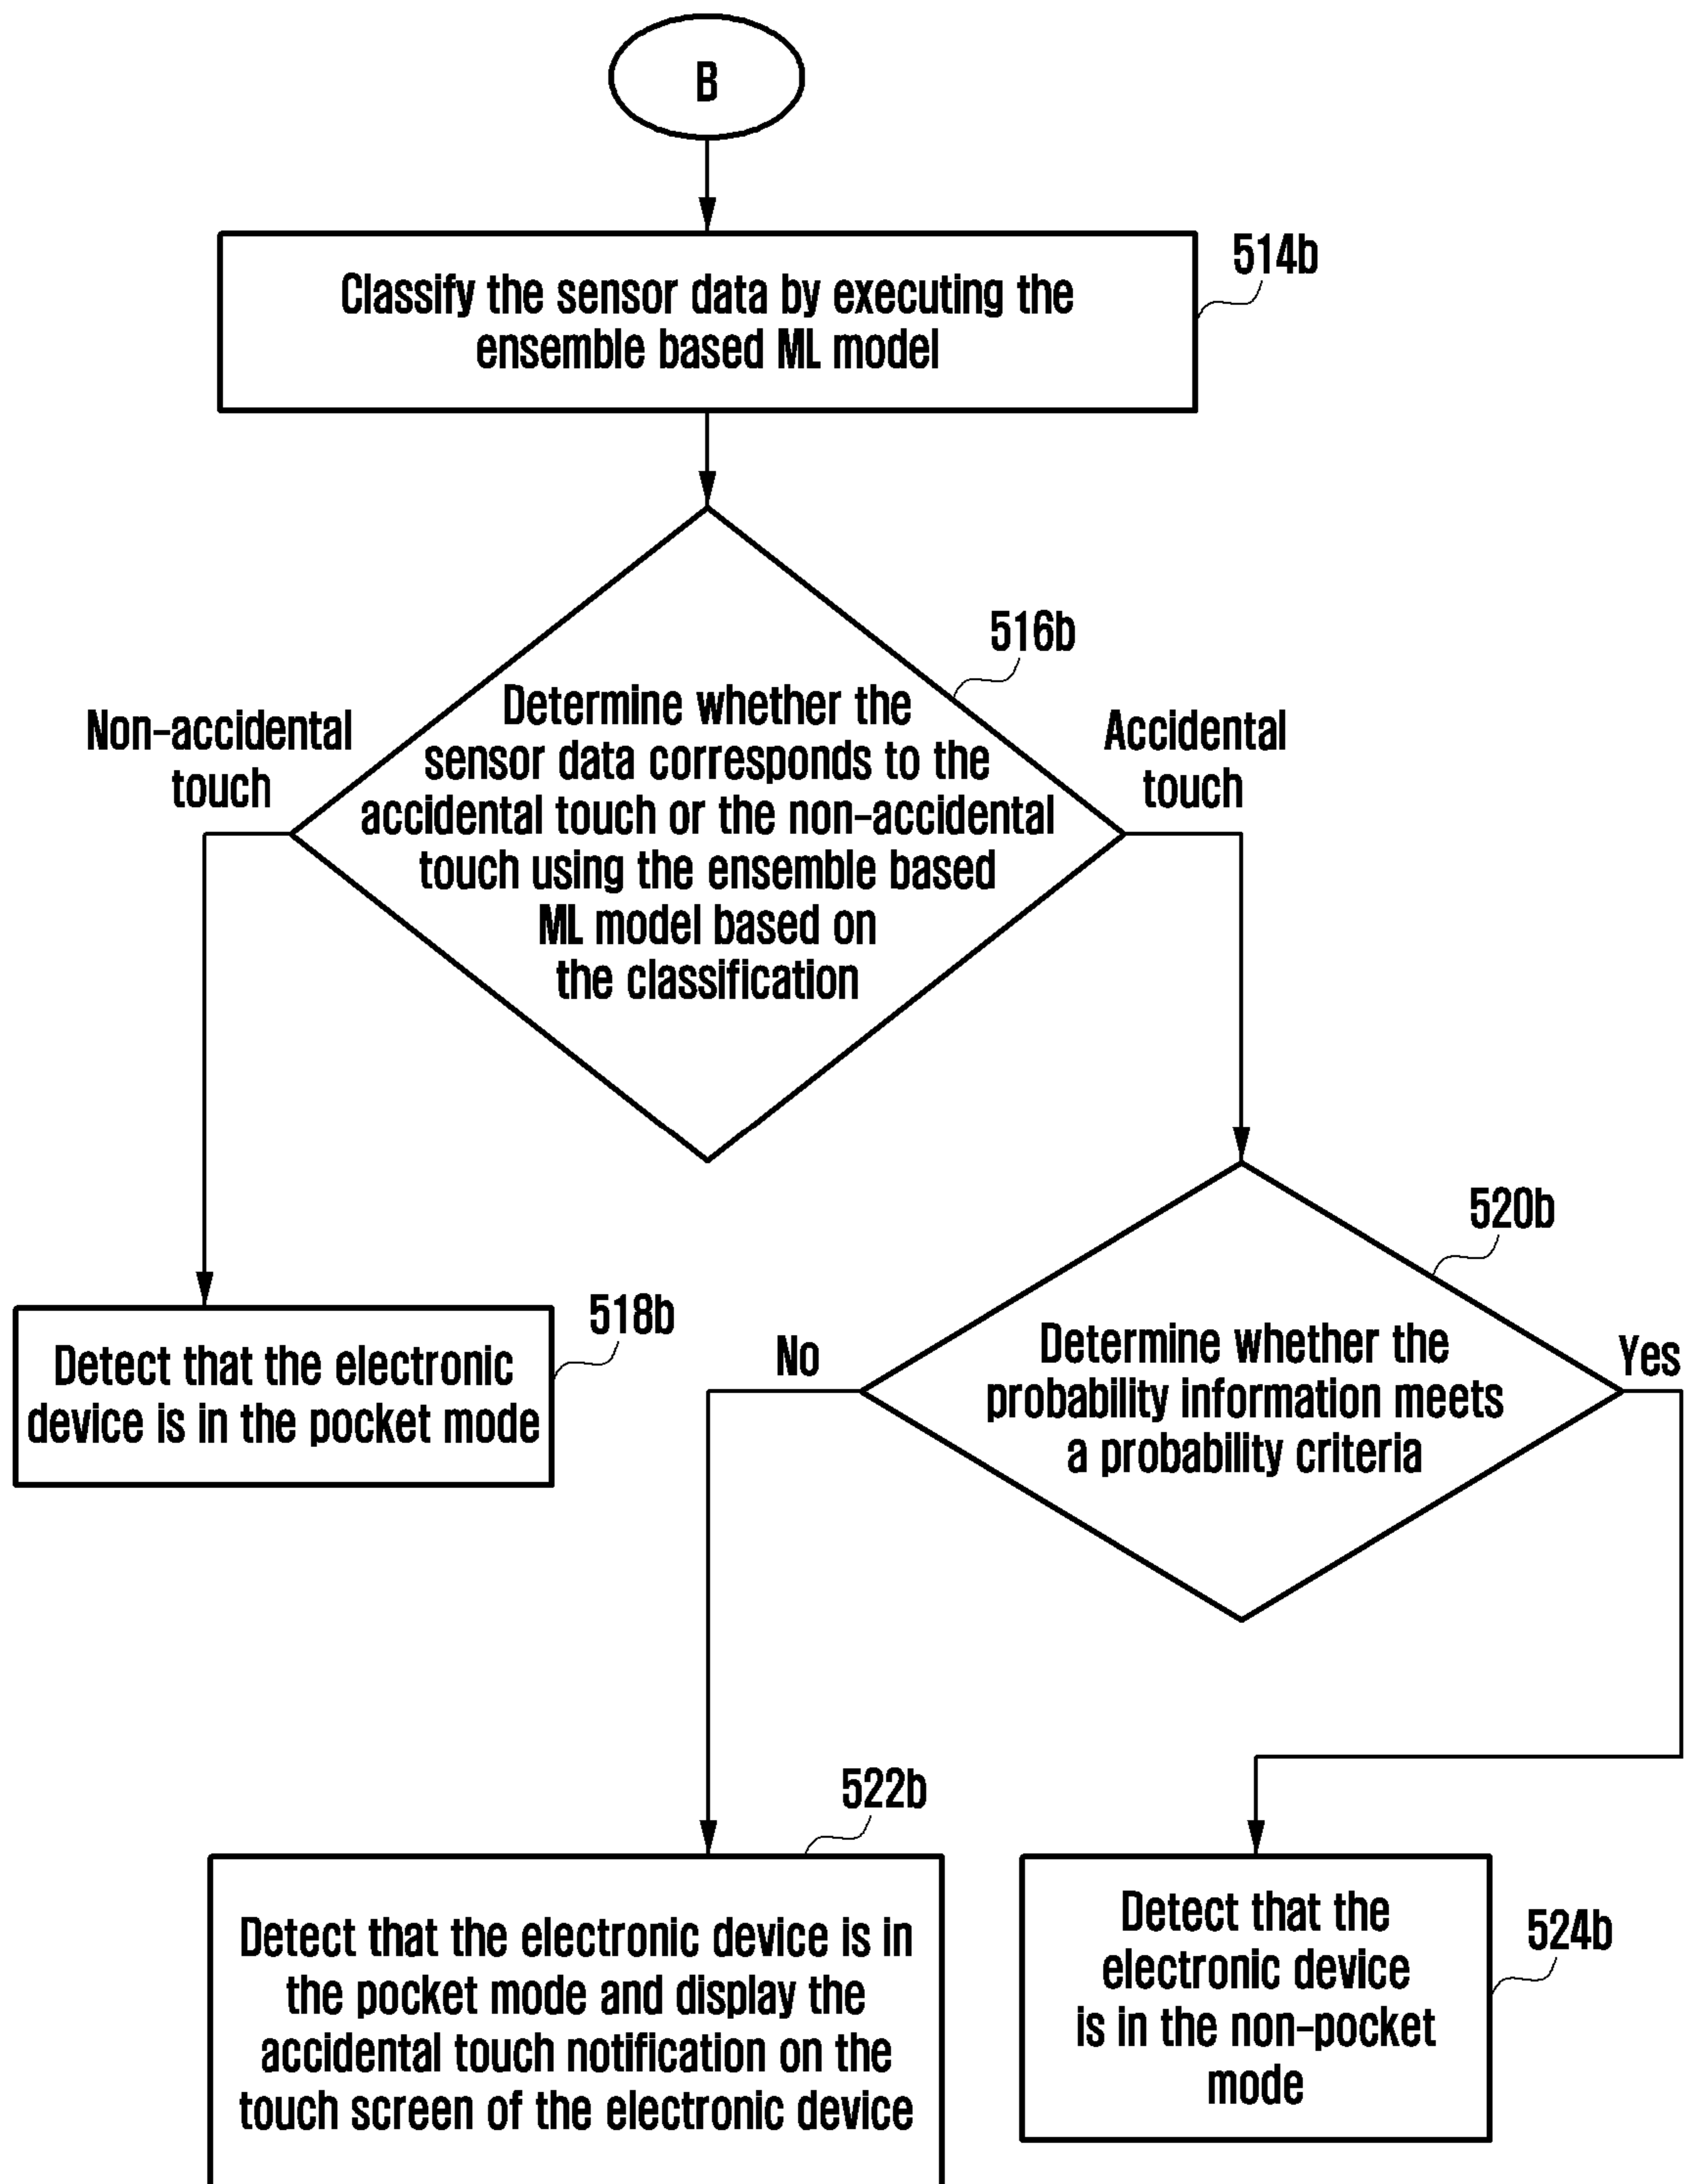 B
514b
Classify the sensor data by executing the
ensemble based ML model
516b
Non-accidental
touch
Determine whether the
sensor data corresponds to the
accidental touch or the non-accidental
touch using the ensemble based
ML model based on
the classification
Accidental
touch
520b
518b
Detect that the electronic
device is in the pocket mode
No
Determine whether the
probability information meets
a probability criteria
Yes
522b
Detect that the electronic device is in
the pocket mode and display the
accidental touch notification on the
touch screen of the electronic device
524b
Detect that the
electronic device
is in the non-pocket
mode